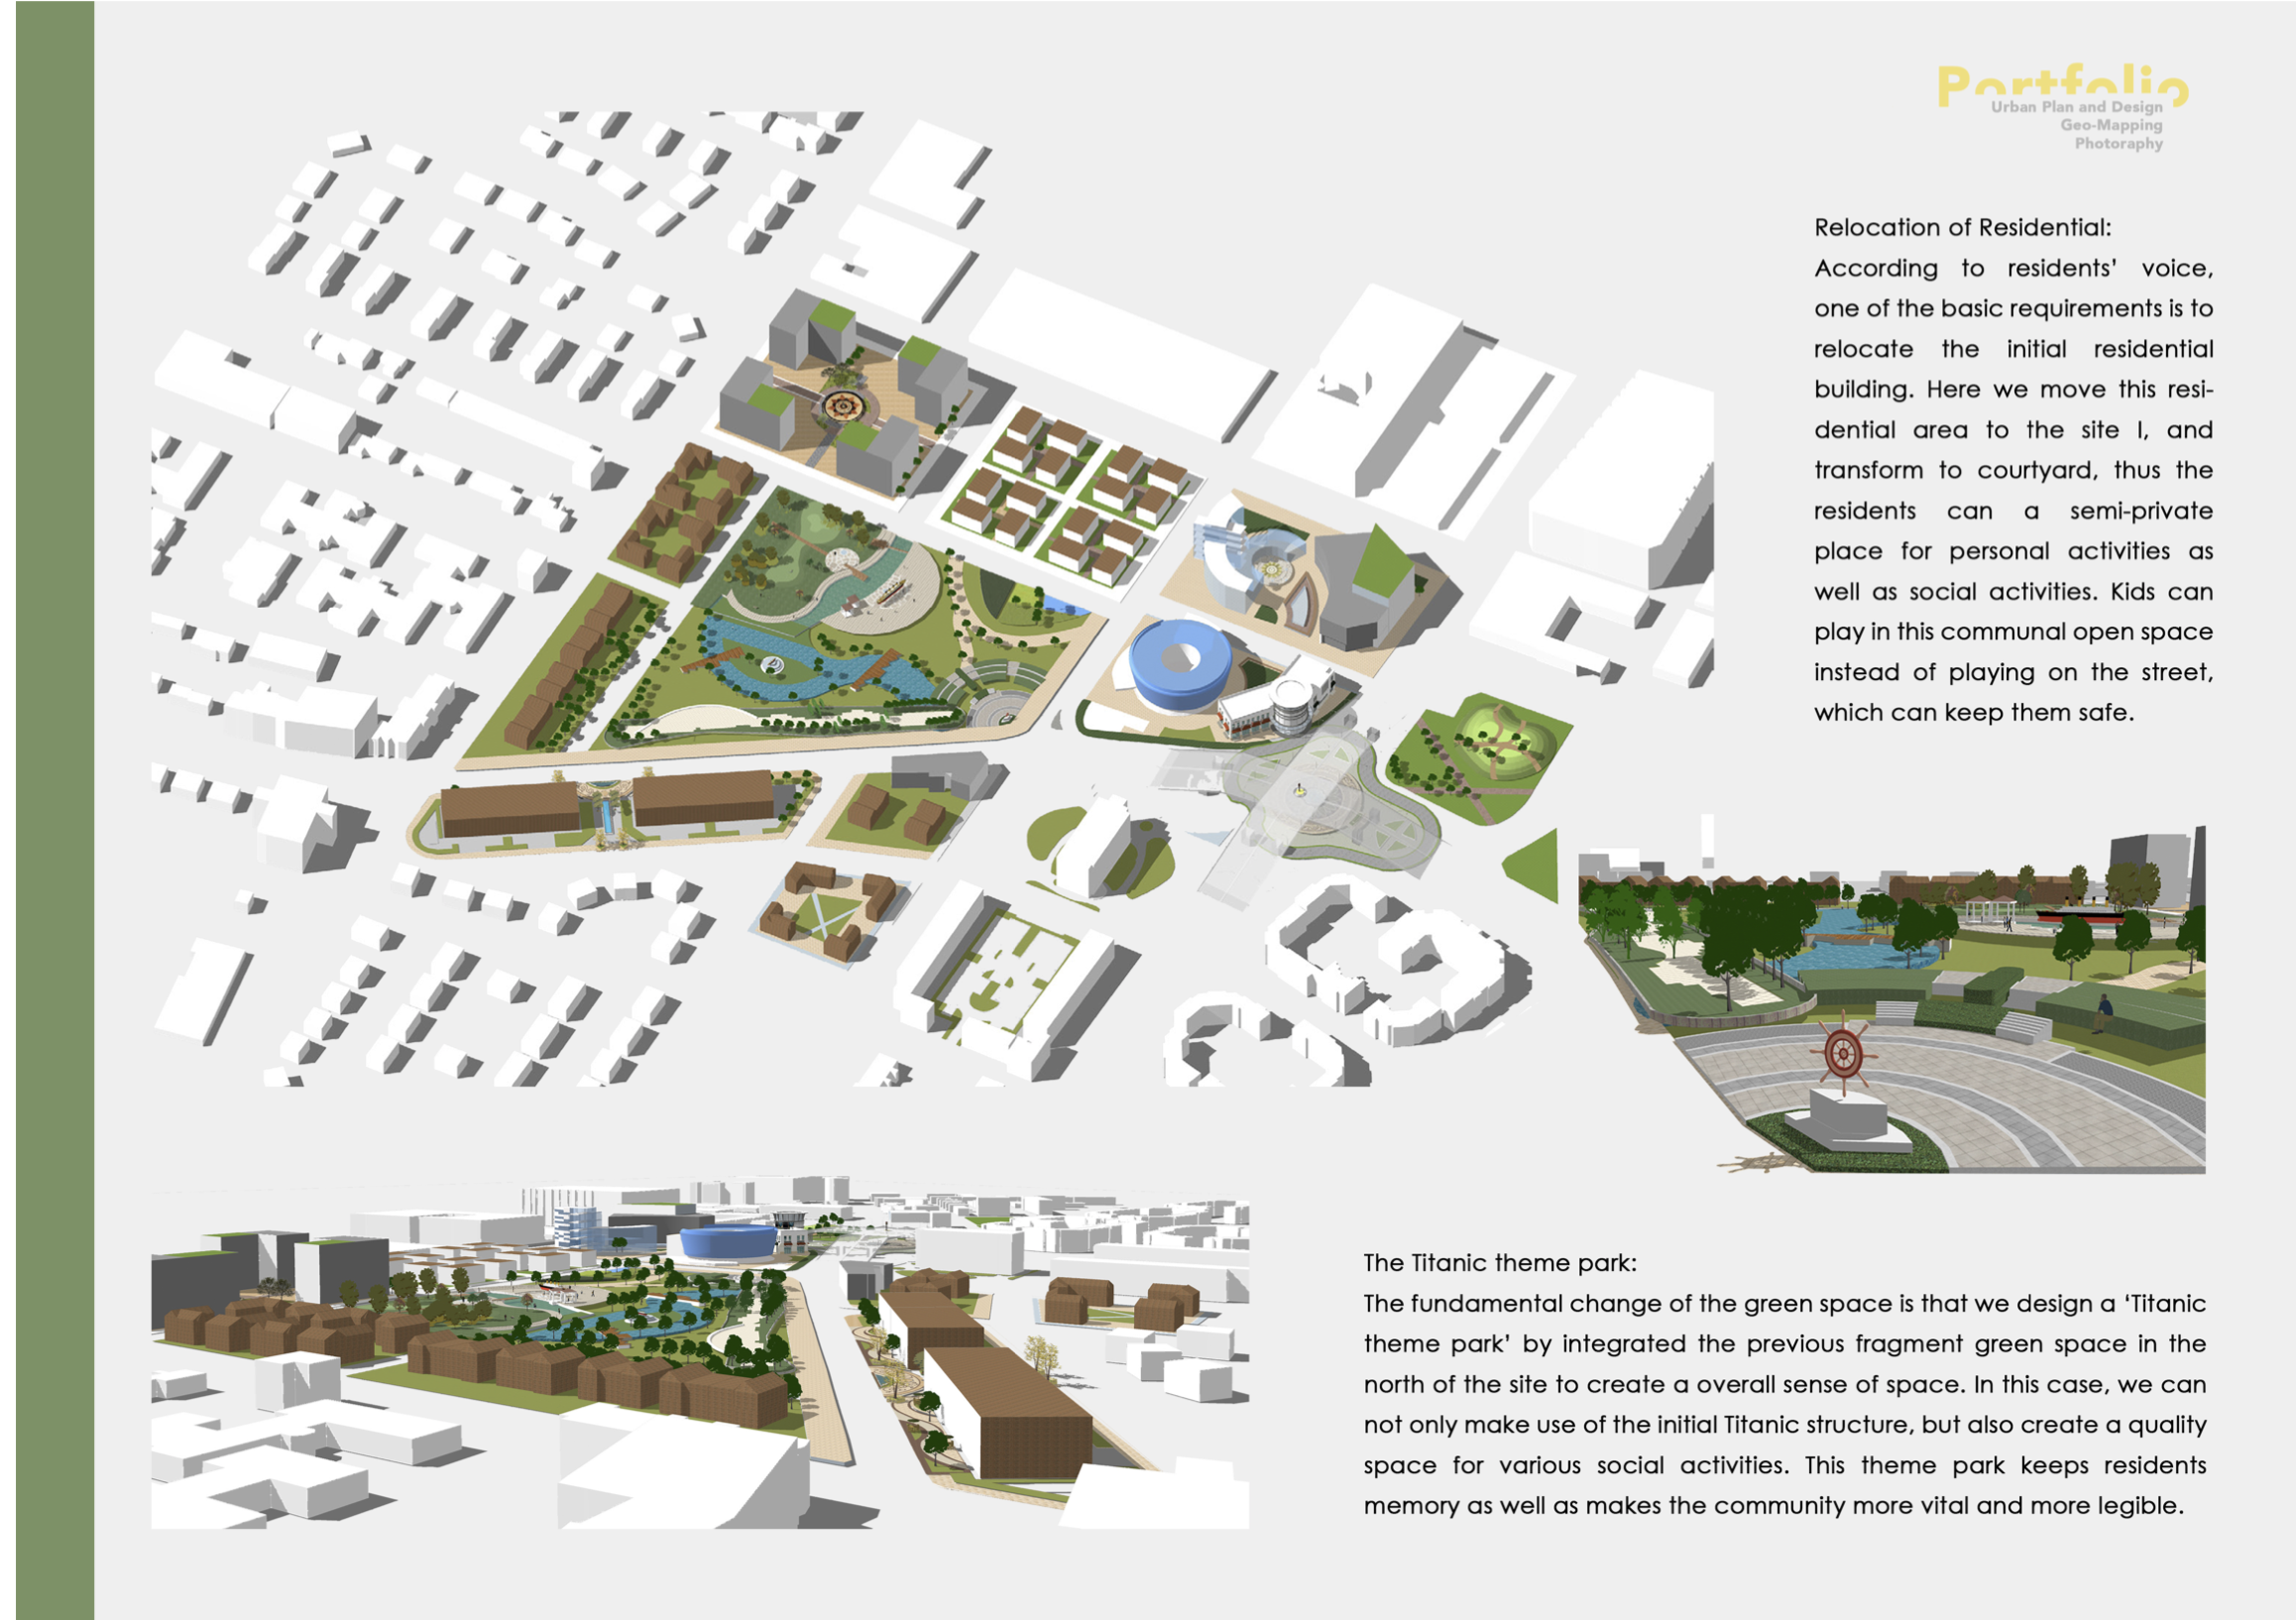 Portfolio
Urban Plan and Design
Geo-Mapping
Photoraphy
Relocation of Residential:
According to residents' voice,
one of the basic requirements is to
relocate the initial residential
building. Here we move this resi-
dential area to the site I, and
transform to courtyard, thus the
residents can a semi-private
place for personal activities as
well as social activities. Kids can
play in this communal open space
instead of playing on the street,
which can keep them safe.
The Titanic theme park:
The fundamental change of the green space is that we design a ‘Titanic
theme park’ by integrated the previous fragment green space in the
north of the site to create a overall sense of space. In this case, we can
not only make use of the initial Titanic structure, but also create a quality
space for various social activities. This theme park keeps residents
memory as well as makes the community more vital and more legible.